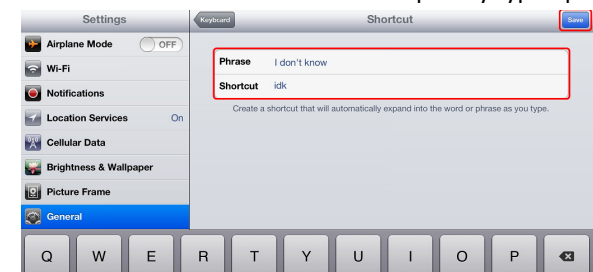 Settings
Keyboard
Shortcut
Save
Airplane Mode OFF
Wi-Fi
Notifications
Location Services On
Cellular Data
Brightness & Wallpaper
Picture Frame
General
Phrase I don't know
Shortcut idk
Create a shortcut that will automatically expand into the word or phrase as you type.
Q W E R T Y U I O P